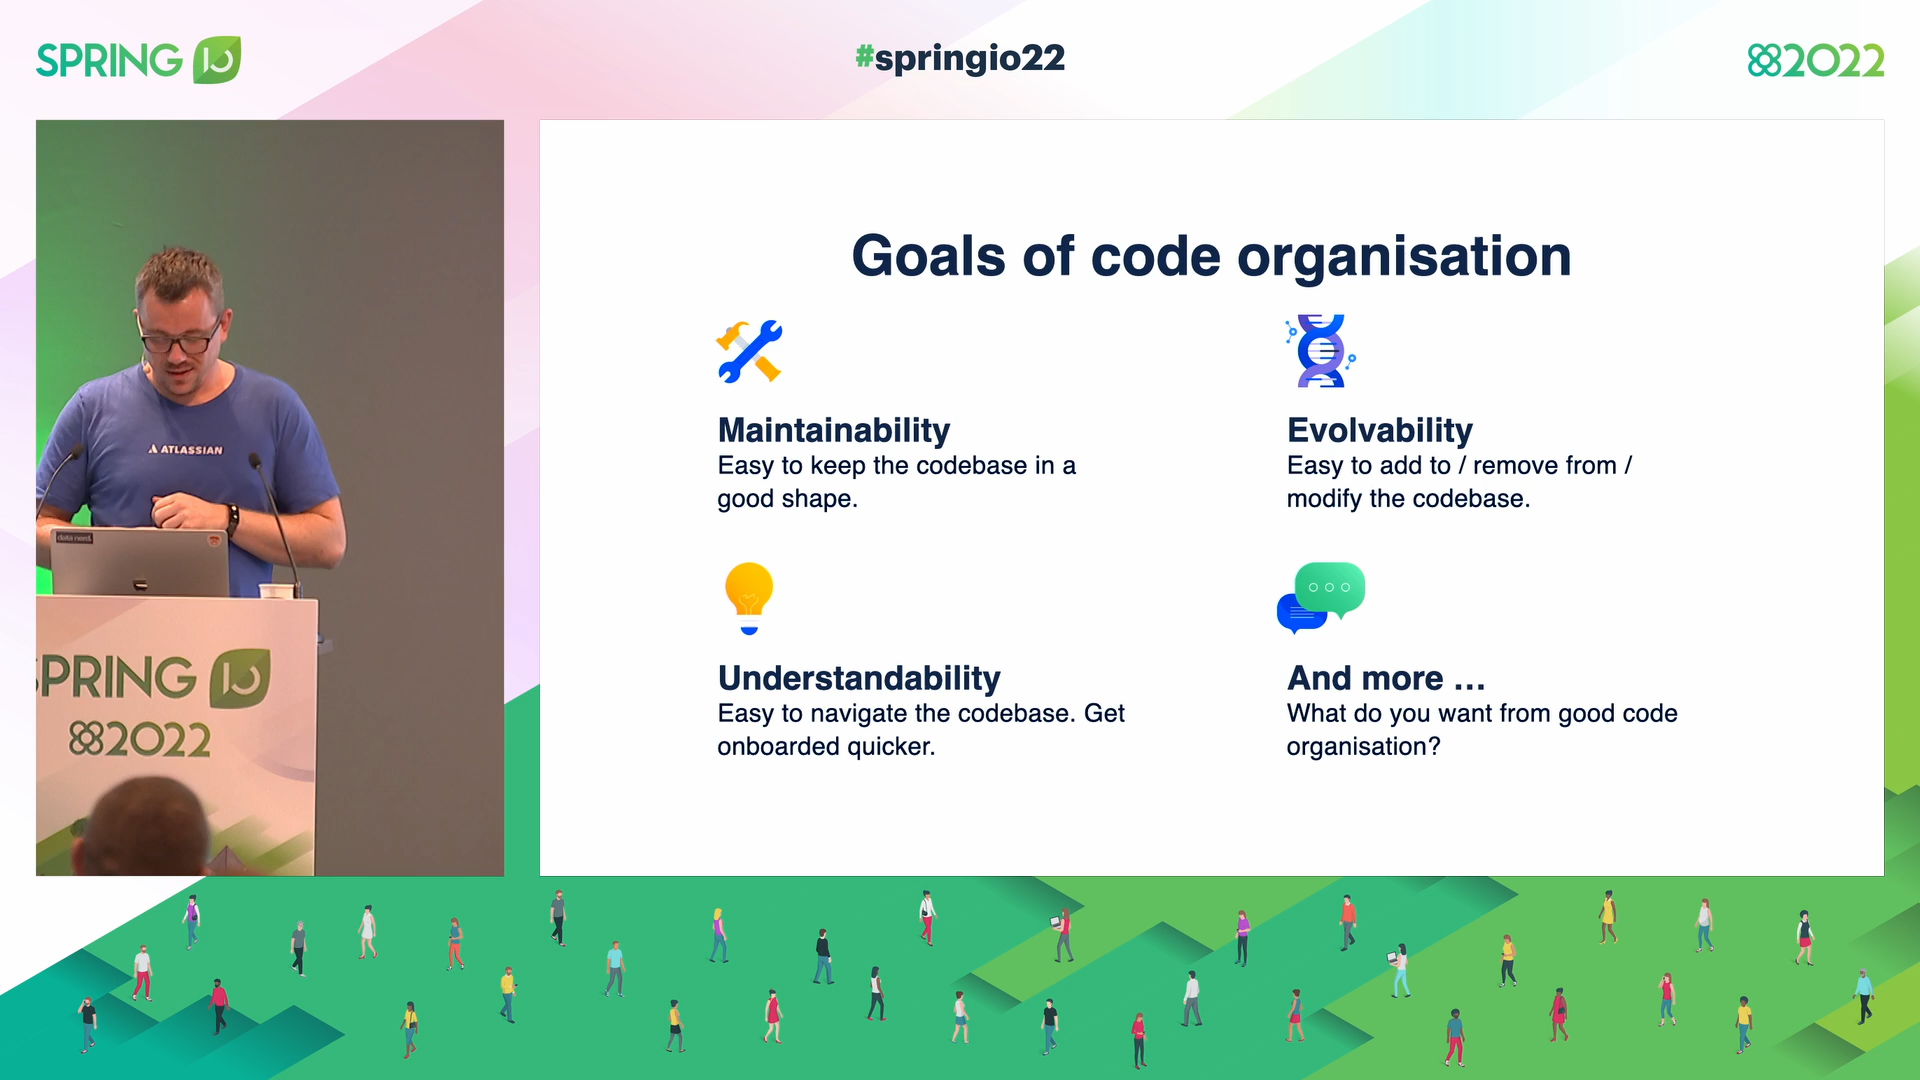 SPRING IO
#springio22
2022
ATLASSIAN
data nerd
SPRING IO
2022
Goals of code organisation
Maintainability
Easy to keep the codebase in a
good shape.
Evolvability
Easy to add to / remove from /
modify the codebase.
Understandability
Easy to navigate the codebase. Get
onboarded quicker.
And more …
What do you want from good code
organisation?